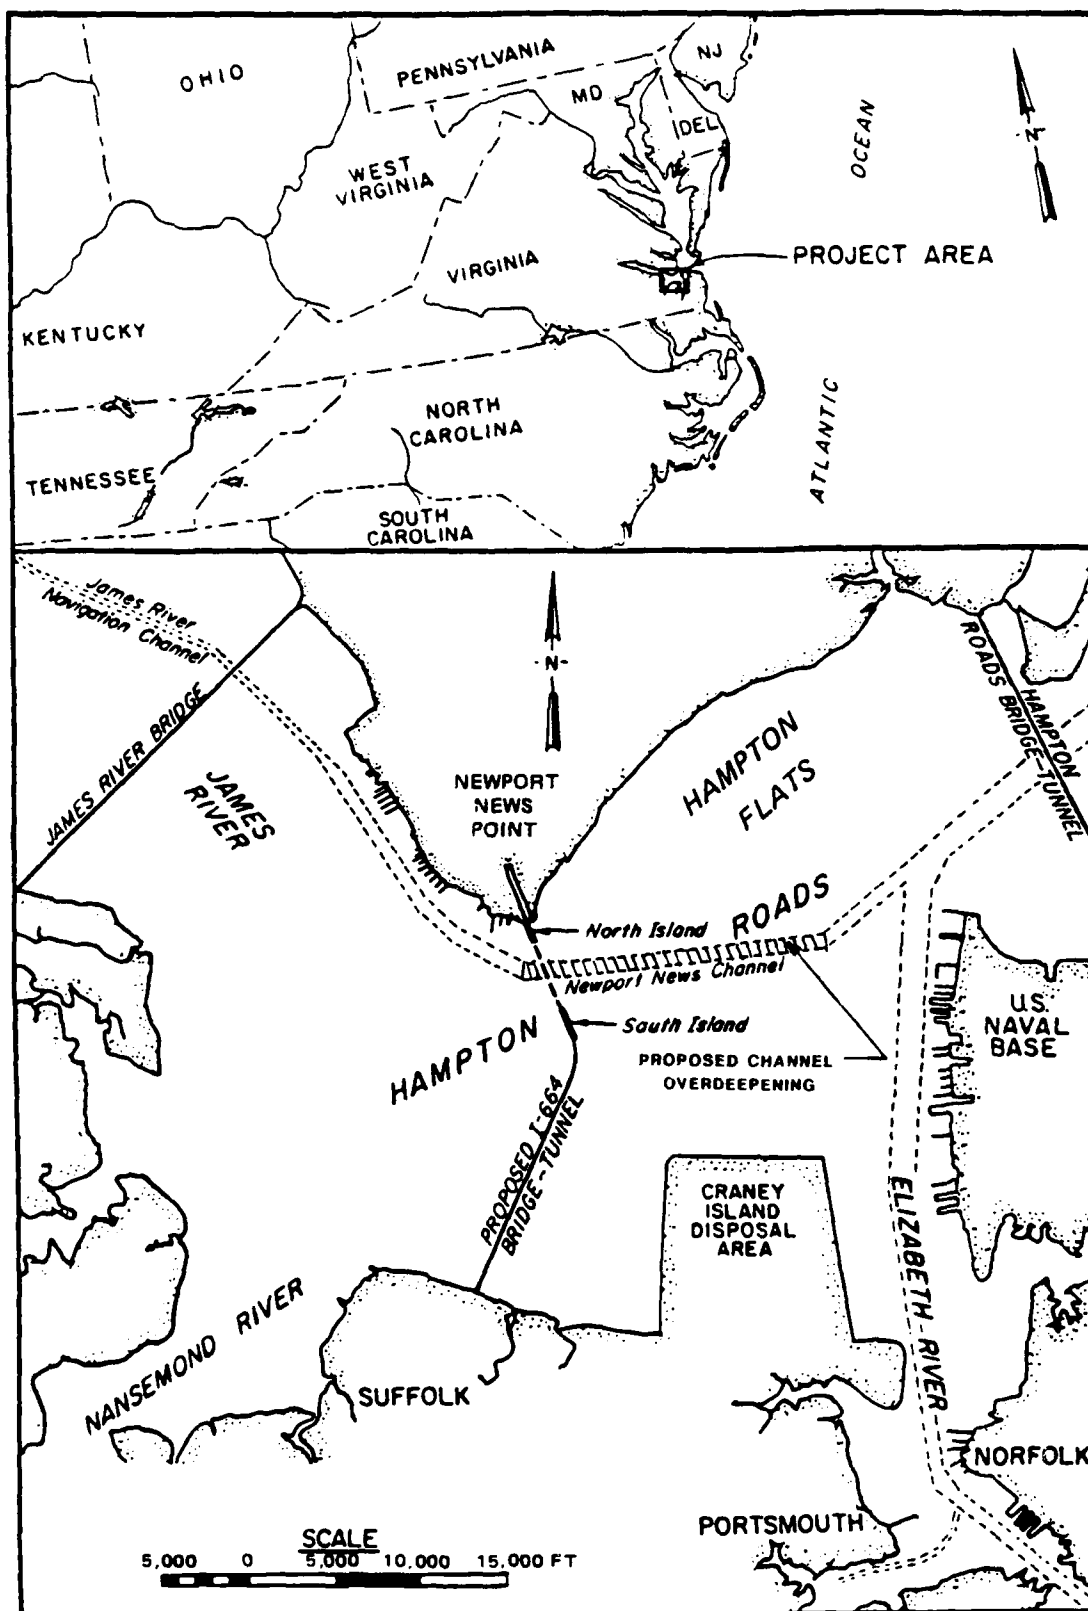 OHIO
PENNSYLVANIA
NJ
MD
DEL
OCEAN
N
WEST
VIRGINIA
VIRGINIA
PROJECT AREA
KENTUCKY
NORTH
CAROLINA
ATLANTIC
TENNESSEE
SOUTH
CAROLINA
James River
Navigation Channel
JAMES RIVER BRIDGE
JAMES
RIVER
N
NEWPORT
NEWS
POINT
HAMPTON
FLATS
HAMPTON
ROADS BRIDGE-TUNNEL
ROADS
North Island
Newport News Channel
HAMPTON
South Island
PROPOSED CHANNEL
OVERDEEPENING
U.S.
NAVAL
BASE
PROPOSED I-664
BRIDGE-TUNNEL
CRANEY
ISLAND
DISPOSAL
AREA
ELIZABETH RIVER
NANSEMOND RIVER
SUFFOLK
NORFOLK
PORTSMOUTH
SCALE
5,000 0 5,000 10,000 15,000 FT